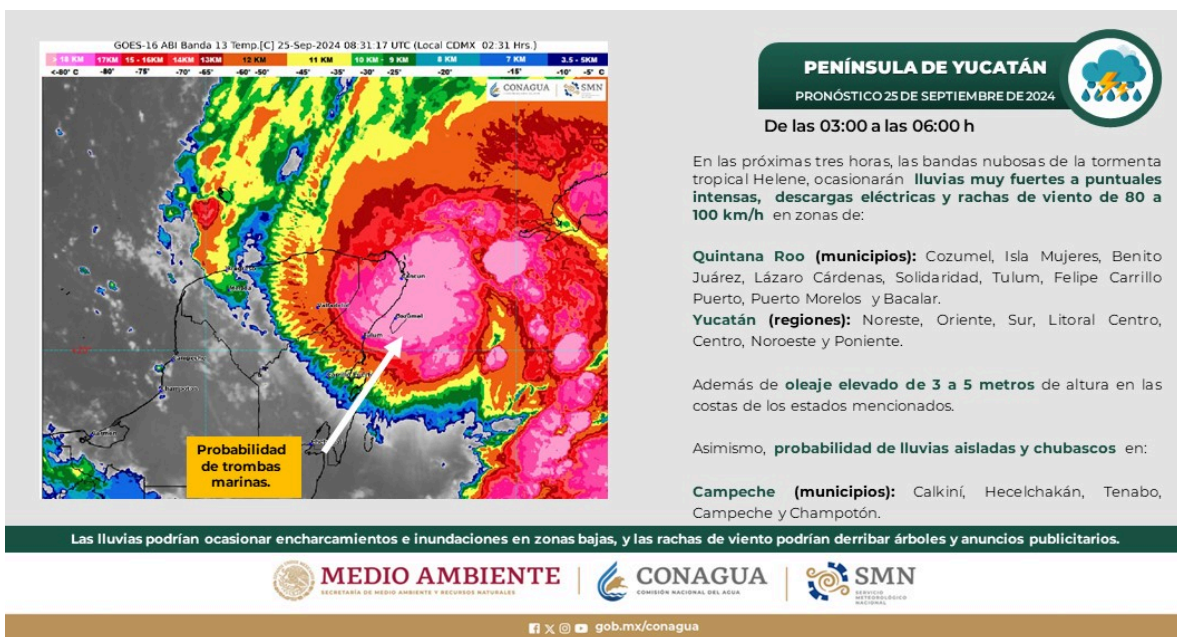 GOES-16 ABI Banda 13 Temp.[C] 25-Sep-2024 08:31:17 UTC (Local CDMX 02:31 Hrs.)
> 18 KM 17KM 15 - 16KM 14KM 13KM 12 KM 11 KM 10 KM - 9 KM 8 KM 7 KM 3.5 - 5KM
<-80° C -80° -75° -70° -65° -60° -50° -45° -35° -30° -25° -20° -15° -10° -5° C
CONAGUA SMN
Mérida
Valladolid
Cancun
Cozumel
Tulum
Campeche
Champoton
Probabilidad
de trombas
marinas.
PENÍNSULA DE YUCATÁN
PRONÓSTICO 25 DE SEPTIEMBRE DE 2024
De las 03:00 a las 06:00 h
En las próximas tres horas, las bandas nubosas de la tormenta
tropical Helene, ocasionarán lluvias muy fuertes a puntuales
intensas, descargas eléctricas y rachas de viento de 80 a
100 km/h en zonas de:
Quintana Roo (municipios): Cozumel, Isla Mujeres, Benito
Juárez, Lázaro Cárdenas, Solidaridad, Tulum, Felipe Carrillo
Puerto, Puerto Morelos y Bacalar.
Yucatán (regiones): Noreste, Oriente, Sur, Litoral Centro,
Centro, Noroeste y Poniente.
Además de oleaje elevado de 3 a 5 metros de altura en las
costas de los estados mencionados.
Asimismo, probabilidad de lluvias aisladas y chubascos en:
Campeche (municipios): Calkiní, Hecelchakán, Tenabo,
Campeche y Champotón.
Las lluvias podrían ocasionar encharcamientos e inundaciones en zonas bajas, y las rachas de viento podrían derribar árboles y anuncios publicitarios.
MEDIO AMBIENTE
SECRETARÍA DE MEDIO AMBIENTE Y RECURSOS NATURALES
CONAGUA
COMISIÓN NACIONAL DEL AGUA
SMN
SERVICIO
METEOROLÓGICO
NACIONAL
gob.mx/conagua